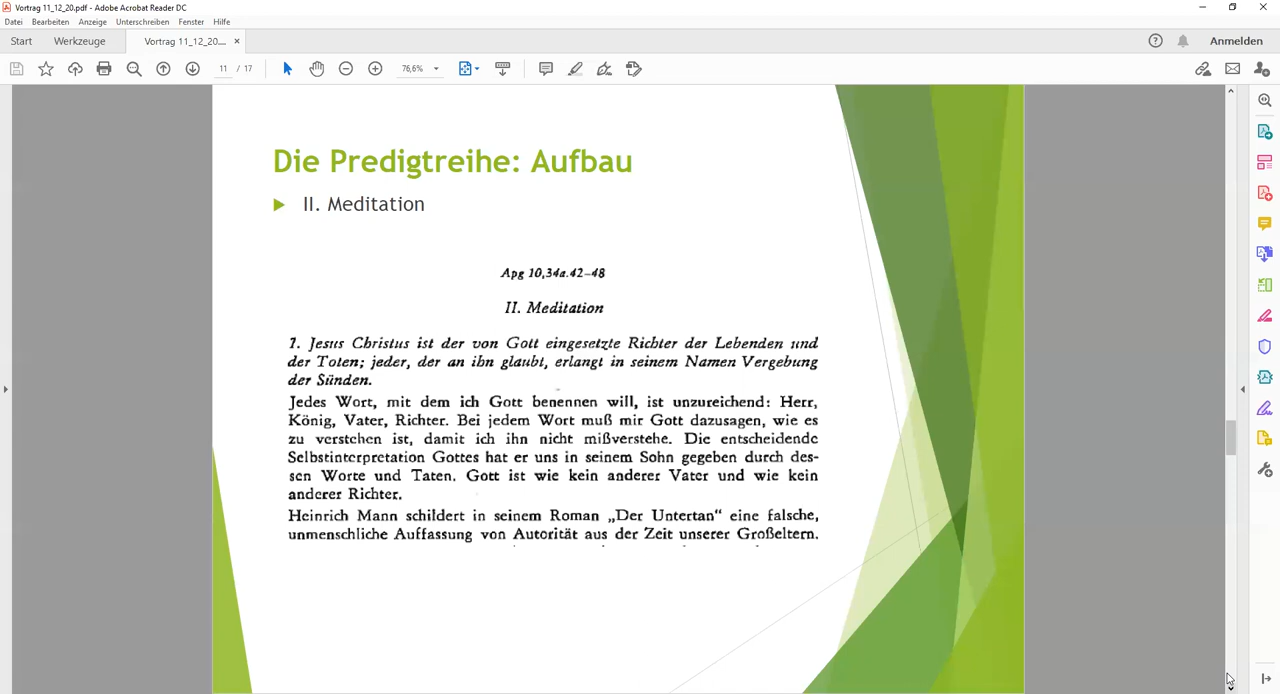 Vortrag 11_12_20.pdf - Adobe Acrobat Reader DC
Datei Bearbeiten Anzeige Unterschreiben Fenster Hilfe
Start Werkzeuge Vortrag 11_12_20.... × Anmelden
11 / 17 76,6%
Die Predigtreihe: Aufbau
II. Meditation
Apg 10,34a.42–48
II. Meditation
1. Jesus Christus ist der von Gott eingesetzte Richter der Lebenden und
der Toten; jeder, der an ihn glaubt, erlangt in seinem Namen Vergebung
der Sünden.
Jedes Wort, mit dem ich Gott benennen will, ist unzureichend: Herr,
König, Vater, Richter. Bei jedem Wort muß mir Gott dazusagen, wie es
zu verstehen ist, damit ich ihn nicht mißverstehe. Die entscheidende
Selbstinterpretation Gottes hat er uns in seinem Sohn gegeben durch des-
sen Worte und Taten. Gott ist wie kein anderer Vater und wie kein
anderer Richter.
Heinrich Mann schildert in seinem Roman „Der Untertan“ eine falsche,
unmenschliche Auffassung von Autorität aus der Zeit unserer Großeltern.